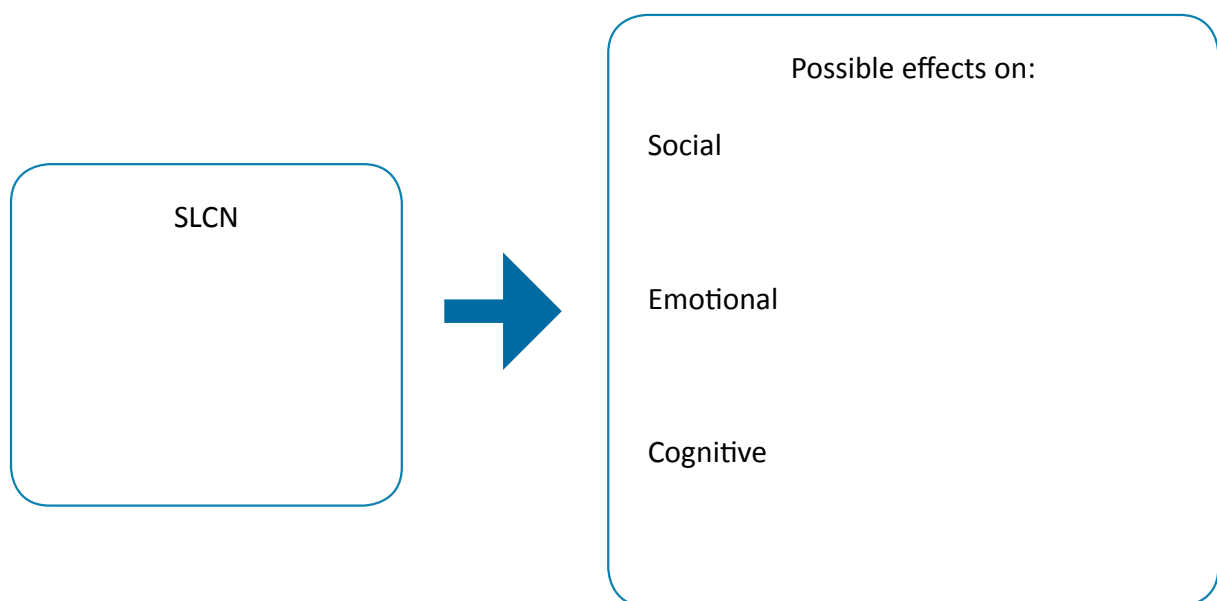 SLCN
Possible effects on:
Social
Emotional
Cognitive